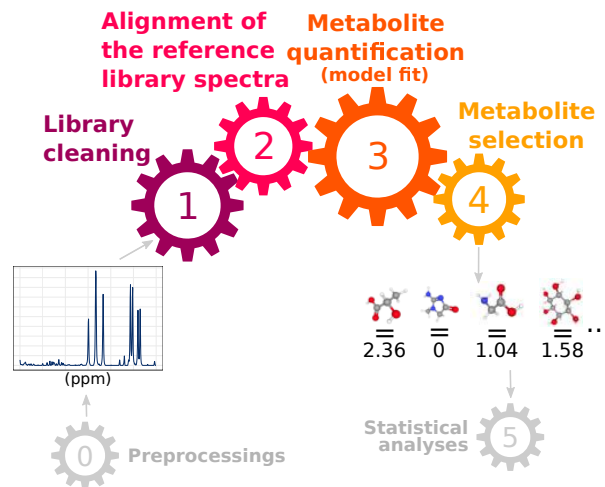 Alignment of
the reference
library spectra
Metabolite
quantification
(model fit)
Metabolite
selection
Library
cleaning
1
2
3
4
(ppm)
= = = = ..
2.36 0 1.04 1.58
0
Preprocessings
Statistical
analyses
5